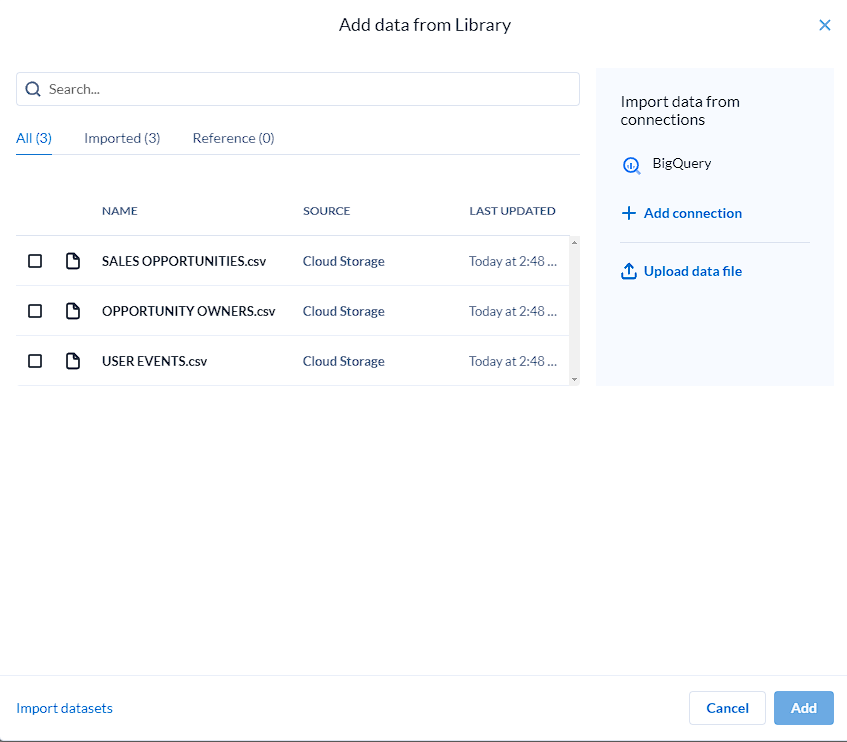 Add data from Library
Search...
All (3) Imported (3) Reference (0)
NAME SOURCE LAST UPDATED
SALES OPPORTUNITIES.csv Cloud Storage Today at 2:48 ...
OPPORTUNITY OWNERS.csv Cloud Storage Today at 2:48 ...
USER EVENTS.csv Cloud Storage Today at 2:48 ...
Import data from
connections
BigQuery
Add connection
Upload data file
Import datasets
Cancel
Add